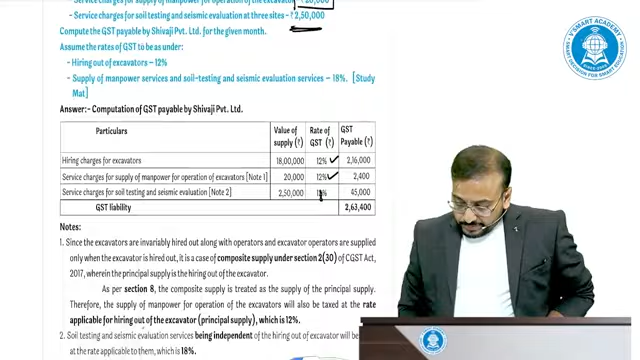 - Service charges for supply of manpower for operation of the excavator ₹ 20,000
- Service charges for soil testing and seismic evaluation at three sites – ₹ 2,50,000
Compute the GST payable by Shivaji Pvt. Ltd. for the given month.
Assume the rates of GST to be as under:
- Hiring out of excavators – 12%
- Supply of manpower services and soil-testing and seismic evaluation services – 18%. [Study Mat]
Answer: – Computation of GST payable by Shivaji Pvt. Ltd.
Particulars Value of supply (₹) Rate of GST (₹) GST Payable (₹)
Hiring charges for excavators 18,00,000 12% 2,16,000
Service charges for supply of manpower for operation of excavators [Note 1] 20,000 12% 2,400
Service charges for soil testing and seismic evaluation [Note 2] 2,50,000 45,000
GST liability 2,63,400
Notes:
1. Since the excavators are invariably hired out along with operators and excavator operators are supplied
only when the excavator is hired out, it is a case of composite supply under section 2(30) of CGST Act,
2017, wherein the principal supply is the hiring out of the excavator.
As per section 8, the composite supply is treated as the supply of the principal supply.
Therefore, the supply of manpower for operation of the excavators will also be taxed at the rate
applicable for hiring out of the excavator (principal supply), which is 12%.
2. Soil testing and seismic evaluation services being independent of the hiring out of excavator will be
at the rate applicable to them, which is 18%.
V'SMART ACADEMY
SMART DECISION FOR SMART EDUCATION